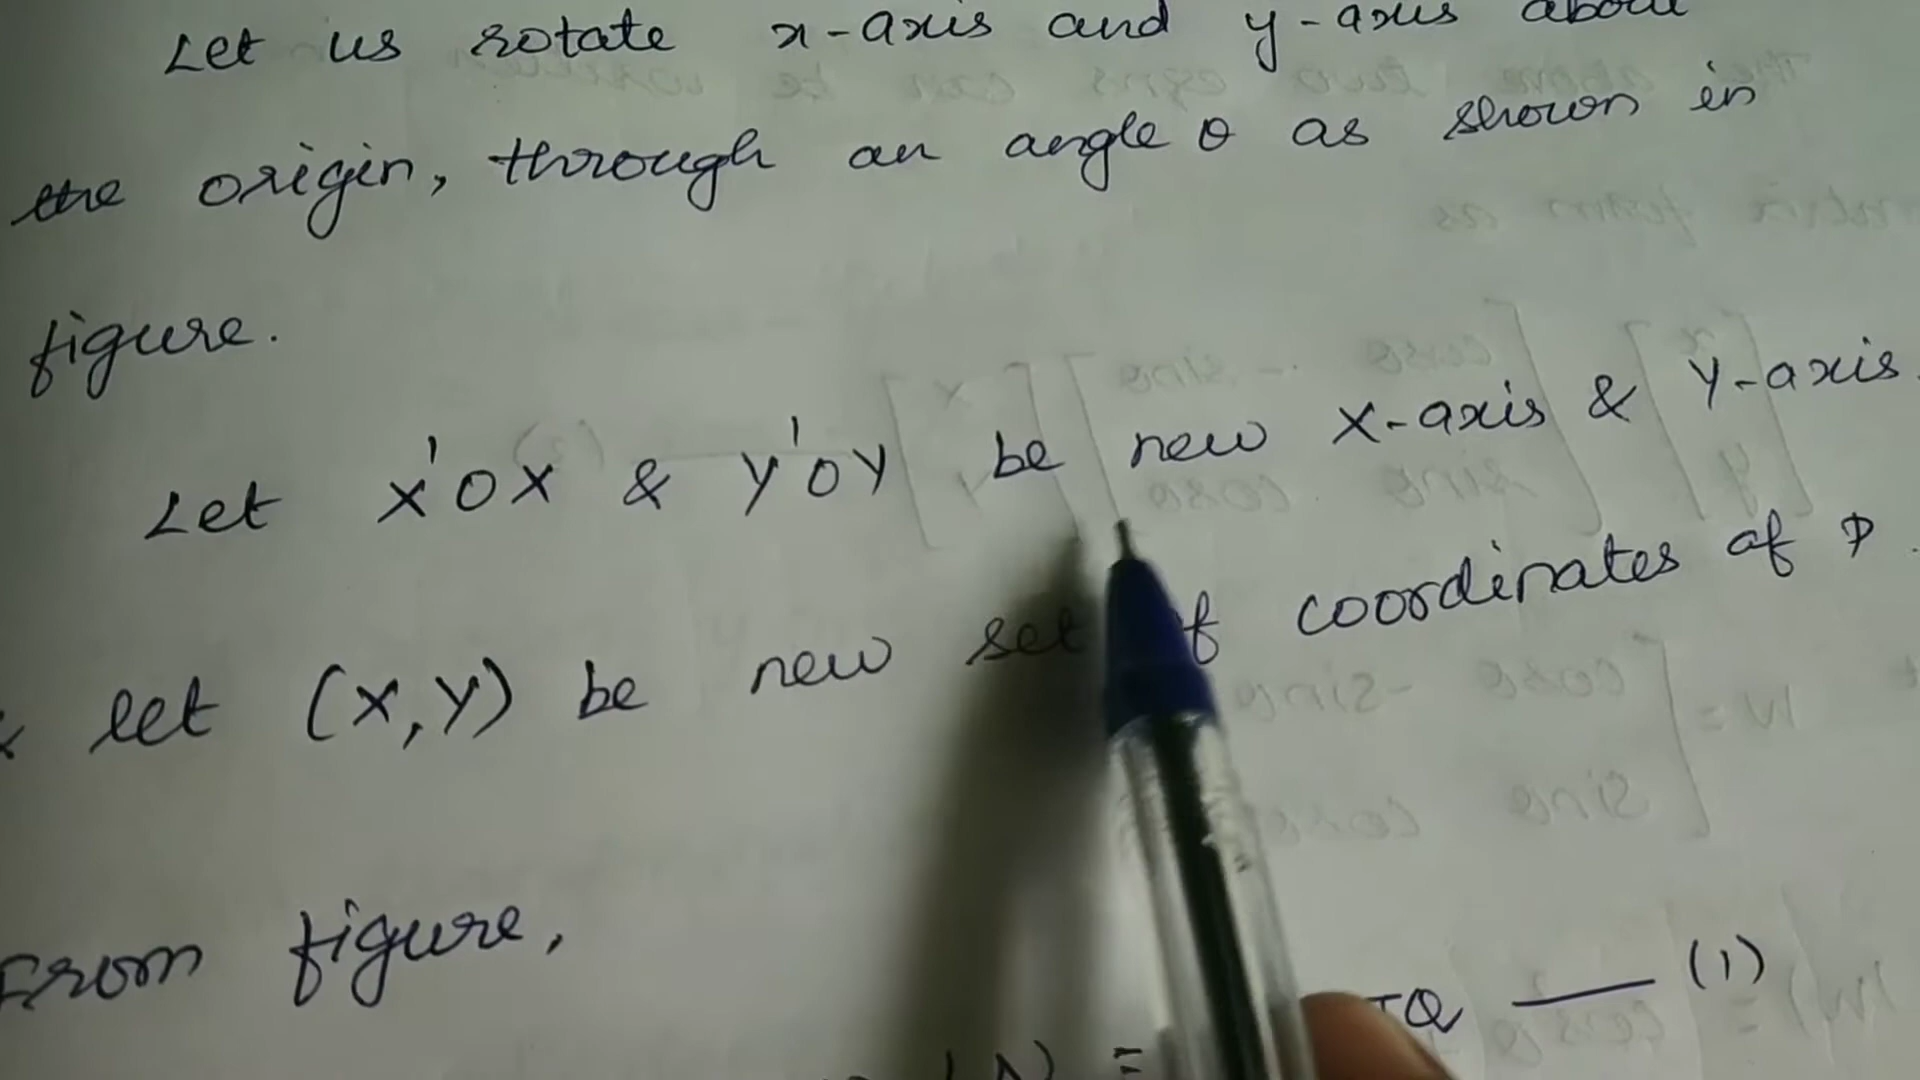 Let us rotate x-axis and y-axis about
the origin, through an angle θ as shown in
figure.
Let X'OX & Y'OY be new X-axis & Y-axis.
& let (X,Y) be new set of coordinates of P.
From figure,
= TQ —— (1)